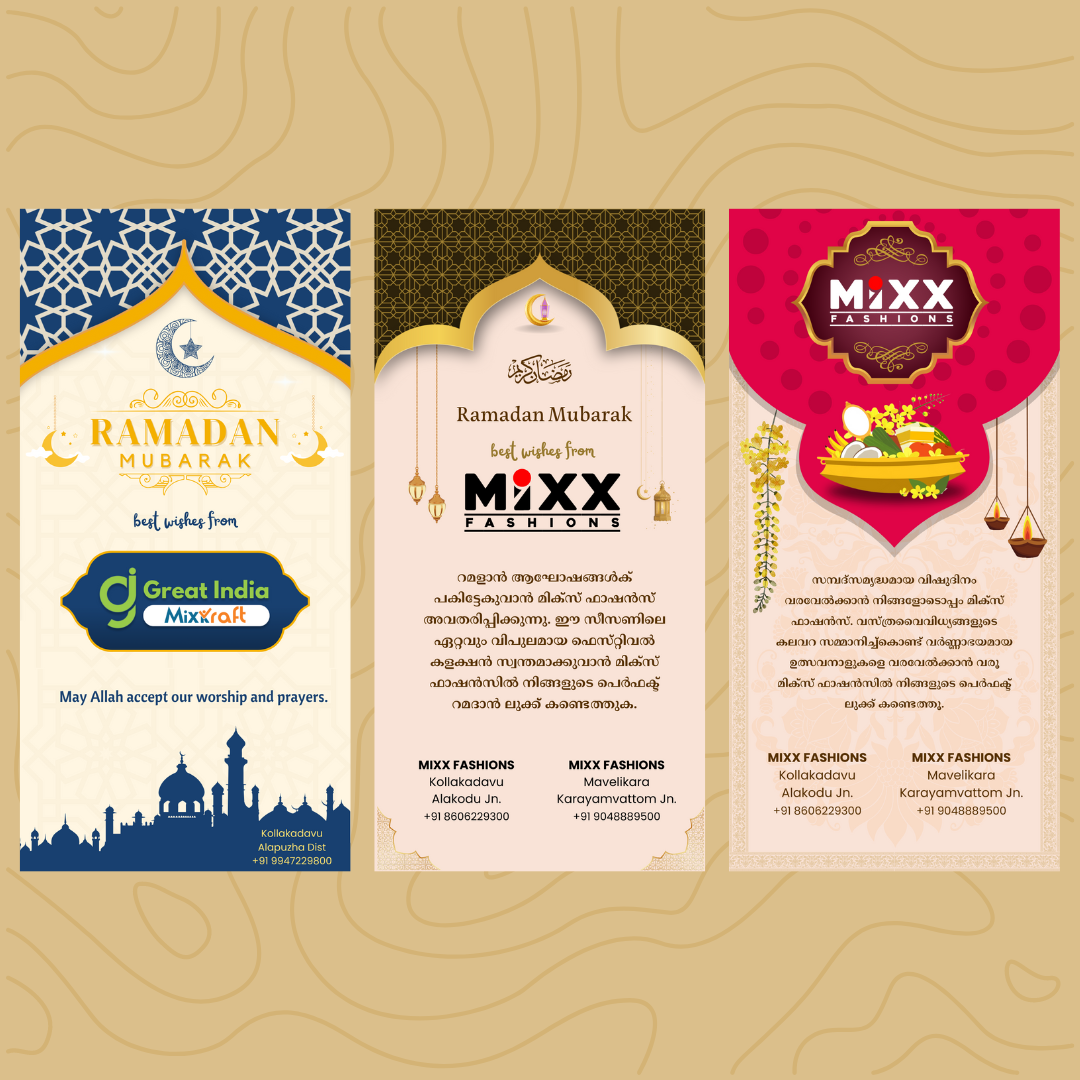 RAMADAN
MUBARAK
best wishes from
Great India
Mixkraft
May Allah accept our worship and prayers.
Kollakadavu
Alapuzha Dist
+91 9947229800
رمضان كريم
Ramadan Mubarak
best wishes from
MiXX
FASHIONS
റമളാൻ ആഘോഷങ്ങൾക്
പകിട്ടേകുവാൻ മിക്സ് ഫാഷൻസ്
അവതരിപ്പിക്കുന്നു. ഈ സീസണിലെ
ഏറ്റവും വിപുലമായ ഫെസ്റ്റിവൽ
കളക്ഷൻ സ്വന്തമാക്കുവാൻ മിക്സ്
ഫാഷൻസിൽ നിങ്ങളുടെ പെർഫക്ട്
റമദാൻ ലുക്ക് കണ്ടെത്തുക.
MIXX FASHIONS
Kollakadavu
Alakodu Jn.
+91 8606229300
MIXX FASHIONS
Mavelikara
Karayamvattom Jn.
+91 9048889500
MiXX
FASHIONS
സമ്പദ്സമൃദ്ധമായ വിഷുദിനം
വരവേൽക്കാൻ നിങ്ങളോടൊപ്പം മിക്സ്
ഫാഷൻസ്. വസ്ത്രവൈവിധ്യങ്ങളുടെ
കലവറ സമ്മാനിച്ച്കൊണ്ട് വർണ്ണാഭയമായ
ഉത്സവനാളുകളെ വരവേൽക്കാൻ വരൂ
മിക്സ് ഫാഷൻസിൽ നിങ്ങളുടെ പെർഫക്ട്
ലുക്ക് കണ്ടെത്തൂ.
MIXX FASHIONS
Kollakadavu
Alakodu Jn.
+91 8606229300
MIXX FASHIONS
Mavelikara
Karayamvattom Jn.
+91 9048889500